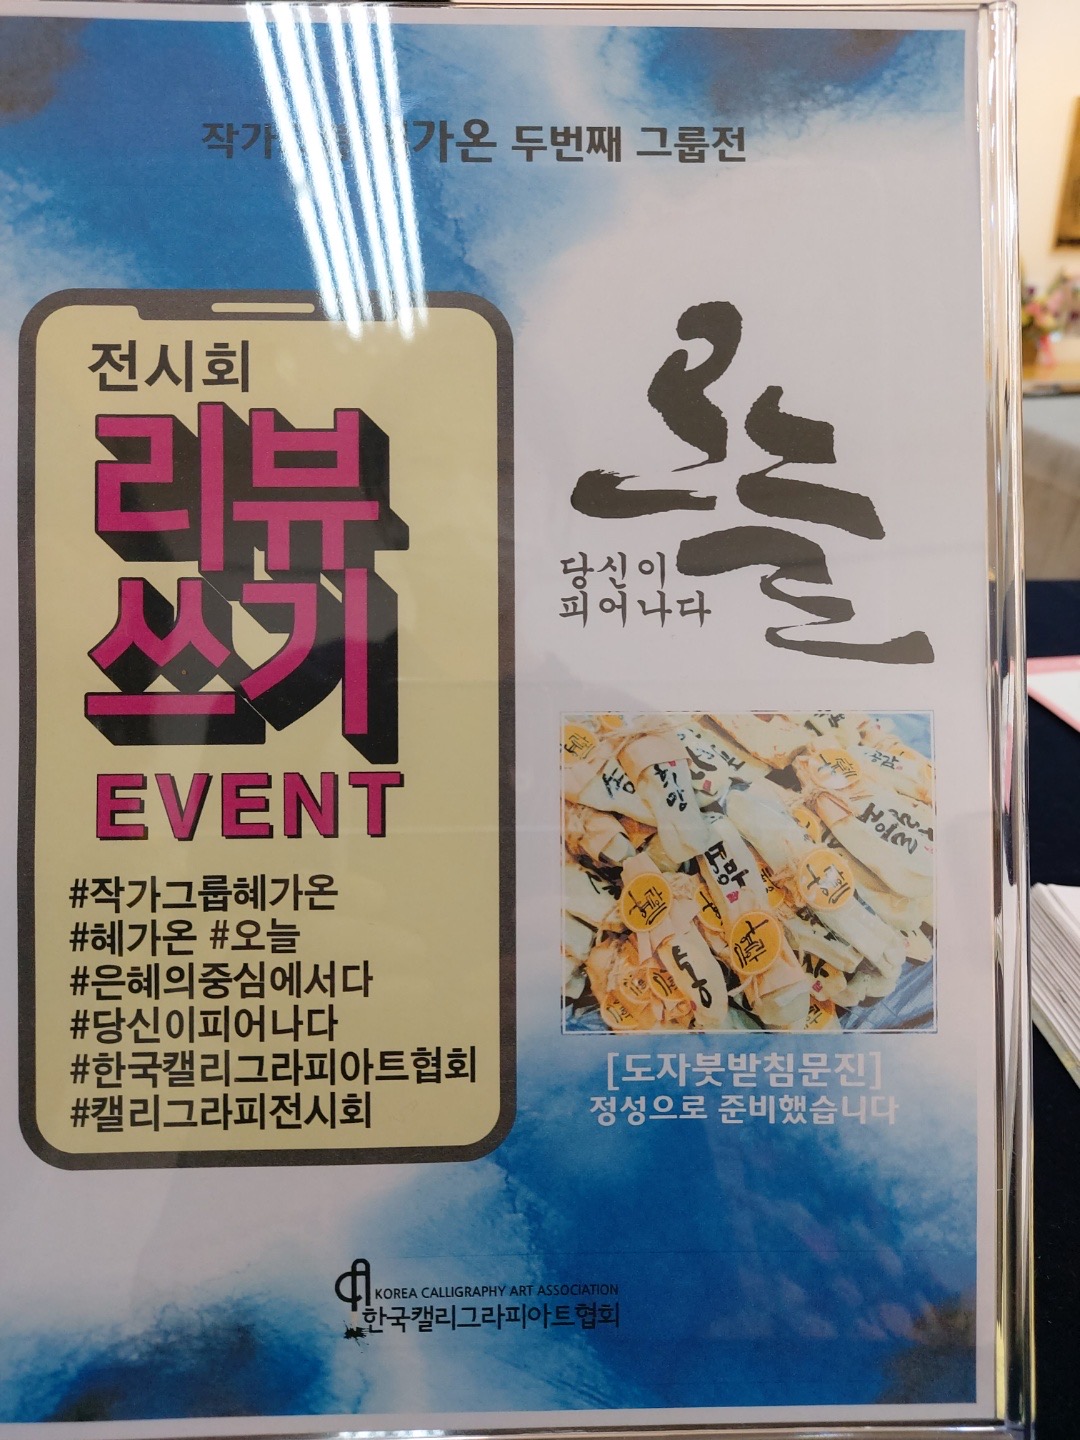 작가그룹 혜가온 두번째 그룹전
전시회
리뷰
쓰기
EVENT
#작가그룹혜가온
#혜가온 #오늘
#은혜의중심에서다
#당신이피어나다
#한국캘리그라피아트협회
#캘리그라피전시회
오늘
당신이
피어나다
[도자붓받침문진]
정성으로 준비했습니다
KOREA CALLIGRAPHY ART ASSOCIATION
한국캘리그라피아트협회